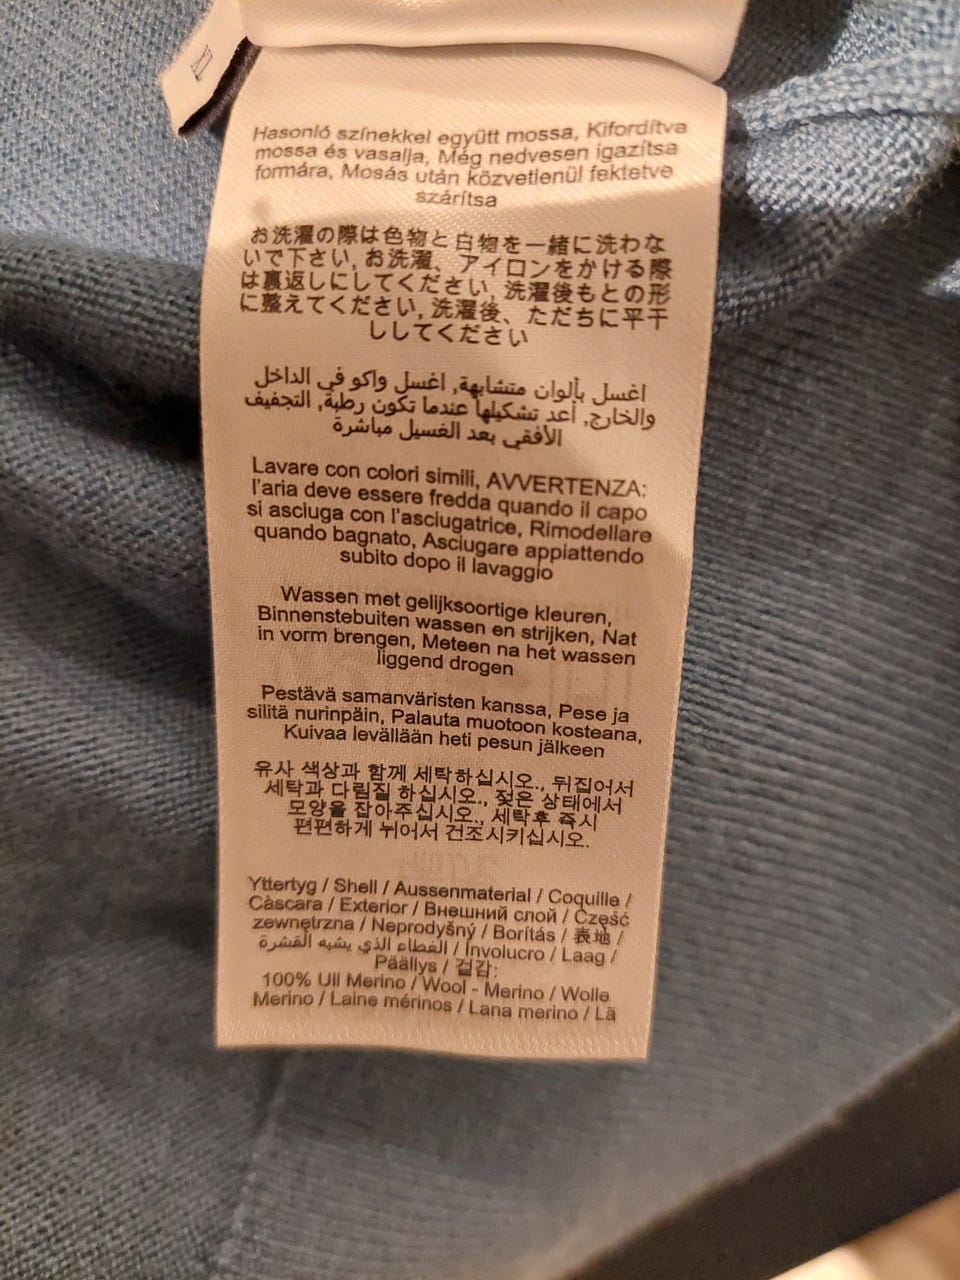 Hasonló színekkel együtt mossa, Kifordítva
mossa és vasalja, Még nedvesen igazítsa
formára, Mosás után közvetlenül fektetve
szárítsa
お洗濯の際は色物と白物を一緒に洗わな
いで下さい, お洗濯、アイロンをかける際
は裏返しにしてください, 洗濯後もとの形
に整えてください, 洗濯後、ただちに平干
ししてください
اغسل بألوان متشابهة, اغسل واكو في الداخل
والخارج, أعد تشكيلها عندما تكون رطبة, التجفيف
الأفقي بعد الغسيل مباشرة
Lavare con colori simili, AVVERTENZA:
l'aria deve essere fredda quando il capo
si asciuga con l'asciugatrice, Rimodellare
quando bagnato, Asciugare appiattendo
subito dopo il lavaggio
Wassen met gelijksoortige kleuren,
Binnenstebuiten wassen en strijken, Nat
in vorm brengen, Meteen na het wassen
liggend drogen
Pestävä samanväristen kanssa, Pese ja
silitä nurinpäin, Palauta muotoon kosteana,
Kuivaa levällään heti pesun jälkeen
유사 색상과 함께 세탁하십시오., 뒤집어서
세탁과 다림질 하십시오., 젖은 상태에서
모양을 잡아주십시오., 세탁후 즉시
편편하게 뉘어서 건조시키십시오.
Yttertyg / Shell / Aussenmaterial / Coquille /
Càscara / Exterior / Внешний слой / Część
zewnętrzna / Neprodyšný / Borítás / 表地 /
الغطاء الذي يشبه القشرة / Involucro / Laag /
Päällys / 겉감:
100% Ull Merino / Wool - Merino / Wolle
Merino / Laine mérinos / Lana merino / Lã